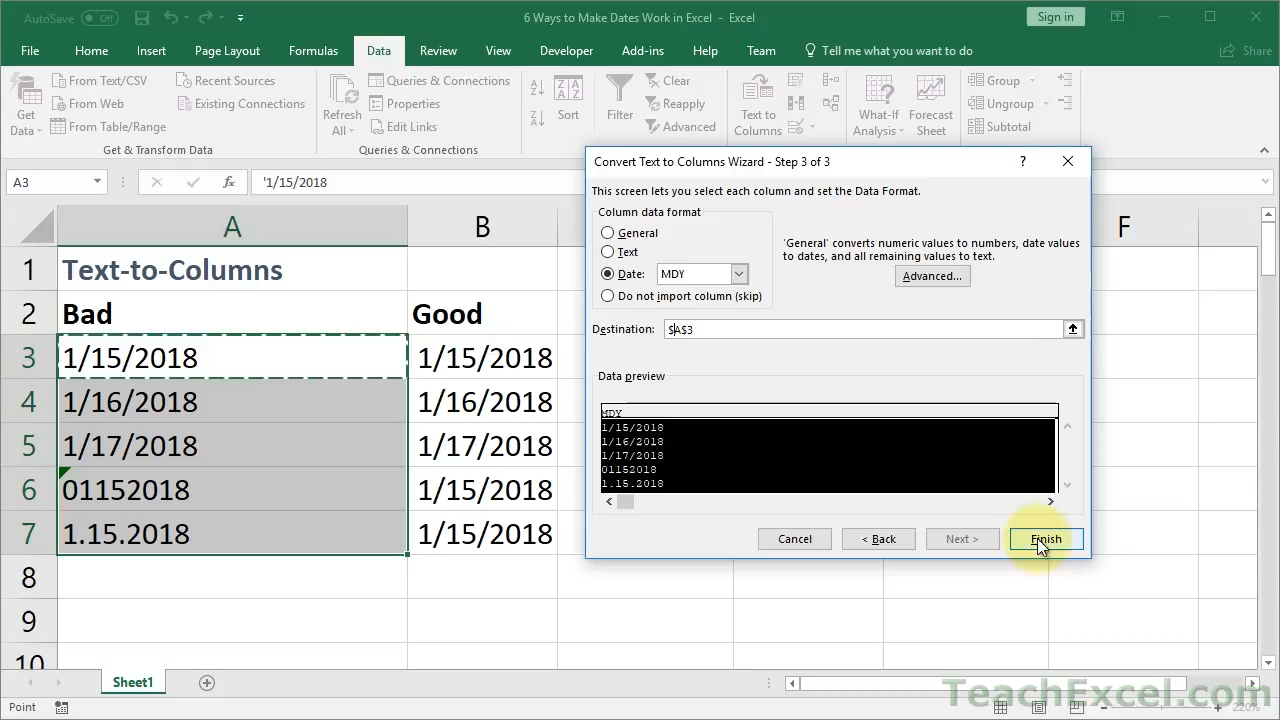 AutoSave Off
6 Ways to Make Dates Work in Excel - Excel
Sign in
File Home Insert Page Layout Formulas Data Review View Developer Add-ins Help Team Tell me what you want to do Share
Get Data
From Text/CSV
From Web
From Table/Range
Recent Sources
Existing Connections
Get & Transform Data
Refresh All
Queries & Connections
Properties
Edit Links
Queries & Connections
Sort
Filter
Clear
Reapply
Advanced
Text to Columns
What-If Analysis
Forecast Sheet
Group
Ungroup
Subtotal
A3 fx '1/15/2018
A B F
1 Text-to-Columns
2 Bad Good
3 1/15/2018 1/15/2018
4 1/16/2018 1/16/2018
5 1/17/2018 1/17/2018
6 01152018 1/15/2018
7 1.15.2018 1/15/2018
8
9
10
Convert Text to Columns Wizard - Step 3 of 3 ?
This screen lets you select each column and set the Data Format.
Column data format
General
Text
Date: MDY
Do not import column (skip)
'General' converts numeric values to numbers, date values
to dates, and all remaining values to text.
Advanced...
Destination: $A$3
Data preview
MDY
1/15/2018
1/16/2018
1/17/2018
01152018
1.15.2018
Cancel < Back Next > Finish
Sheet1
TeachExcel.com
Point
220%